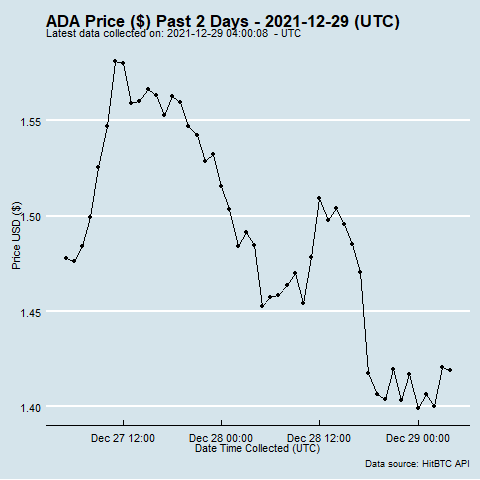 ADA Price ($) Past 2 Days - 2021-12-29 (UTC)
Latest data collected on: 2021-12-29 04:00:08 - UTC
Price USD ($)
1.55
1.50
1.45
1.40
Dec 27 12:00 Dec 28 00:00 Dec 28 12:00 Dec 29 00:00
Date Time Collected (UTC)
Data source: HitBTC API